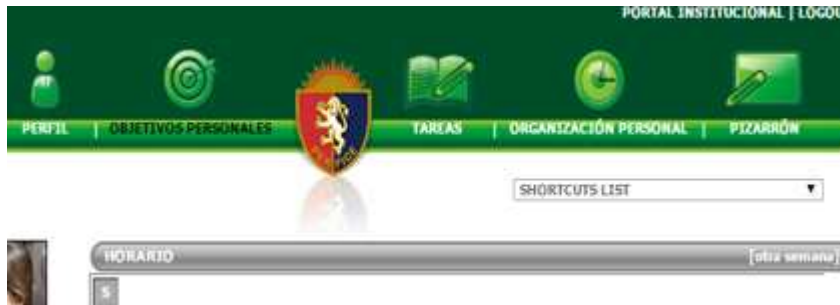 PORTAL INSTITUCIONAL | LOGOU
PERFIL | OBJETIVOS PERSONALES TAREAS | ORGANIZACIÓN PERSONAL | PIZARRÓN
SHORTCUTS LIST
HORARIO [otra semana]
S